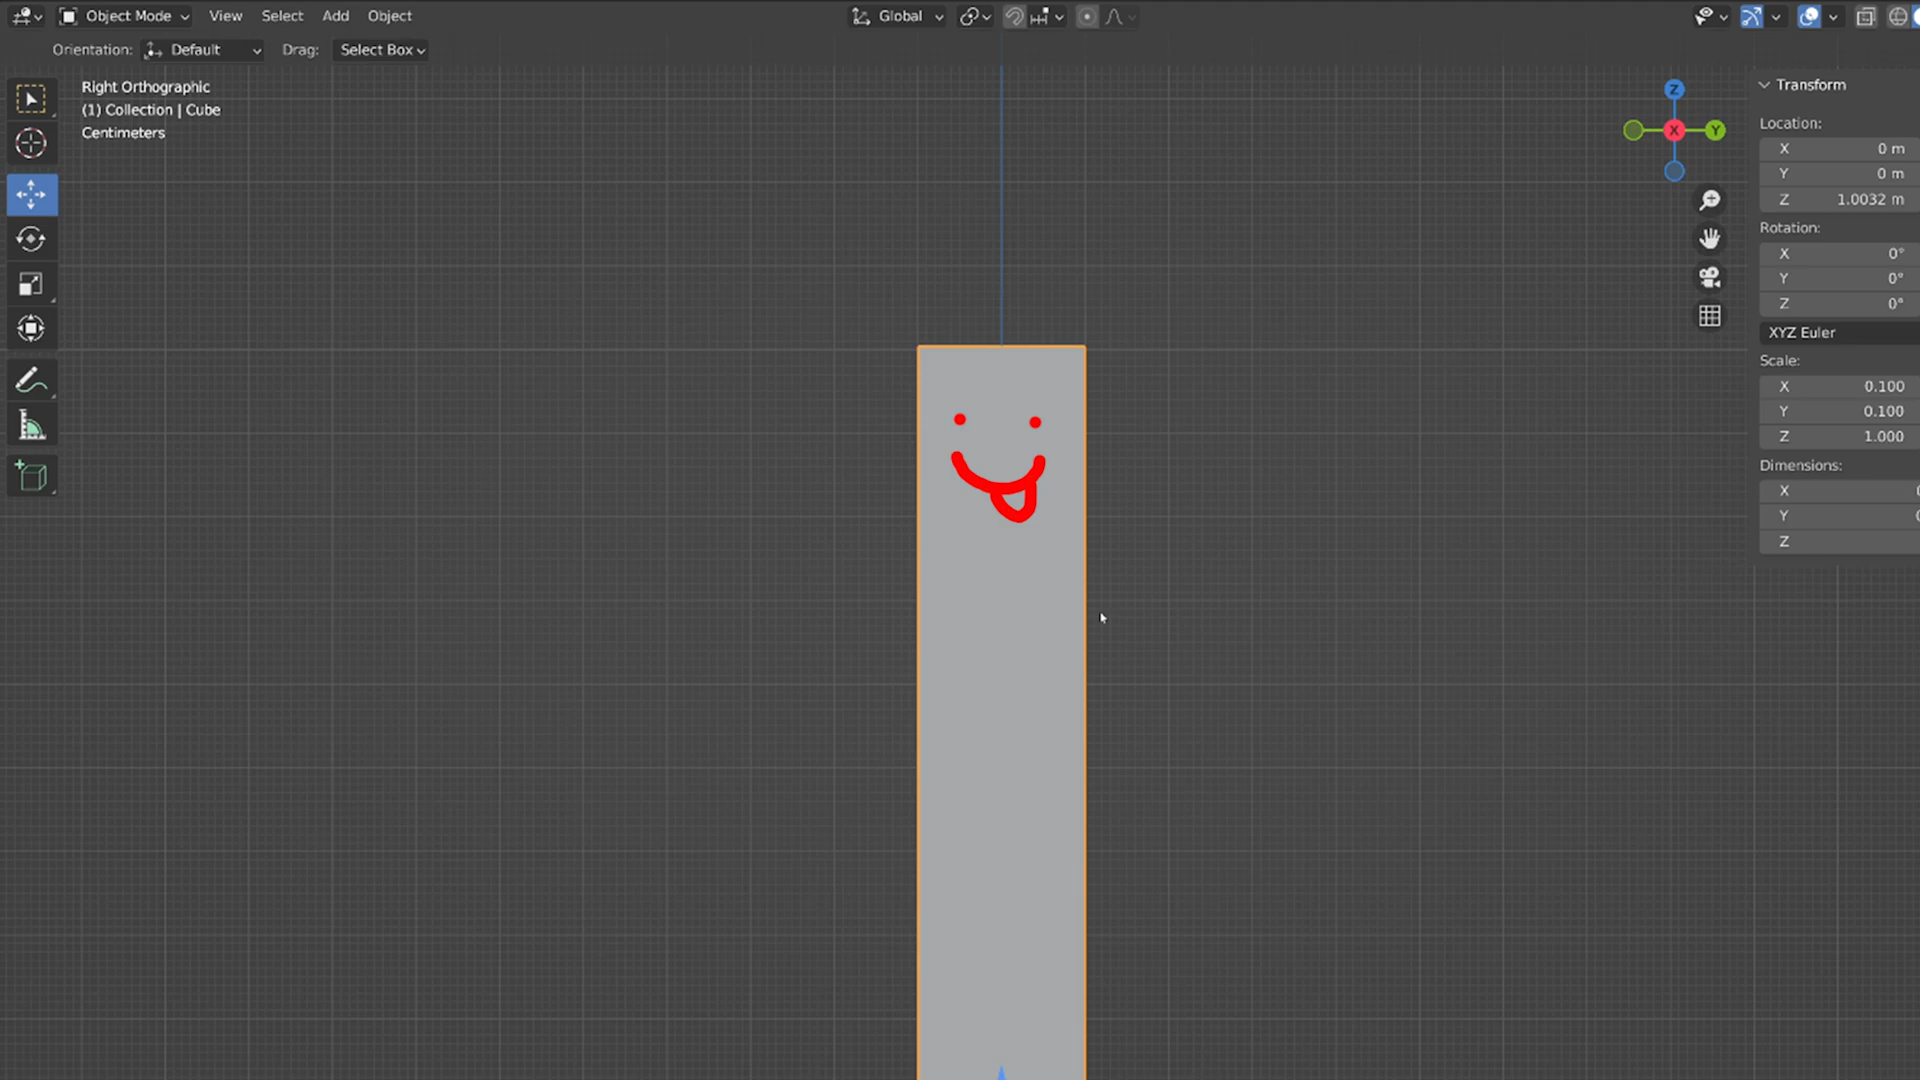 Object Mode View Select Add Object Global
Orientation: Default Drag: Select Box
Right Orthographic
(1) Collection | Cube
Centimeters
Z
X
Y
Transform
Location:
X 0 m
Y 0 m
Z 1.0032 m
Rotation:
X 0°
Y 0°
Z 0°
XYZ Euler
Scale:
X 0.100
Y 0.100
Z 1.000
Dimensions:
X
Y
Z